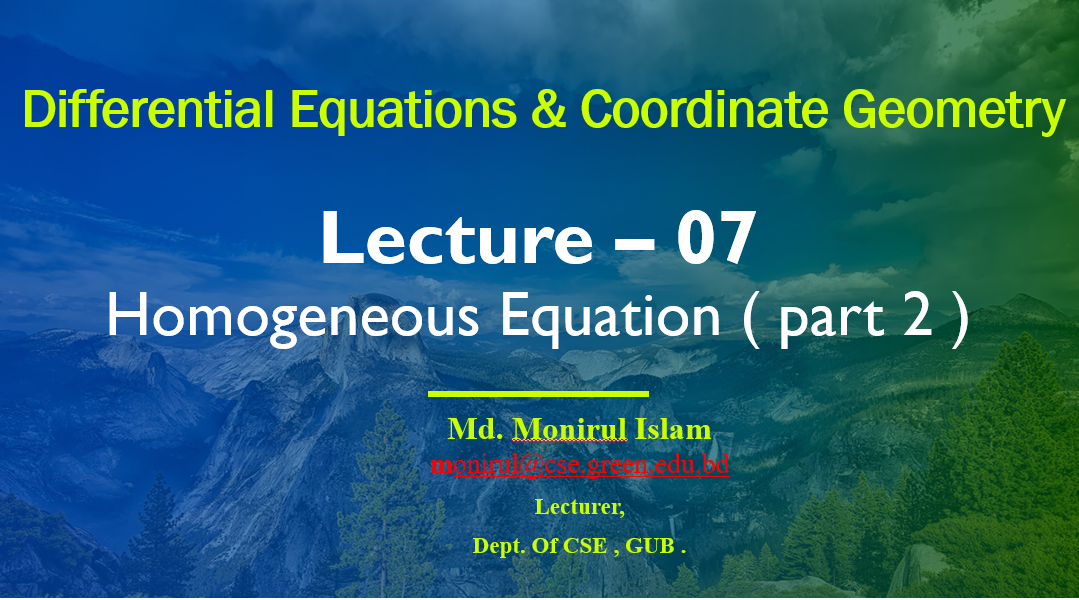 Differential Equations & Coordinate Geometry
Lecture – 07
Homogeneous Equation ( part 2 )
Md. Monirul Islam
monirul@cse.green.edu.bd
Lecturer,
Dept. Of CSE , GUB .